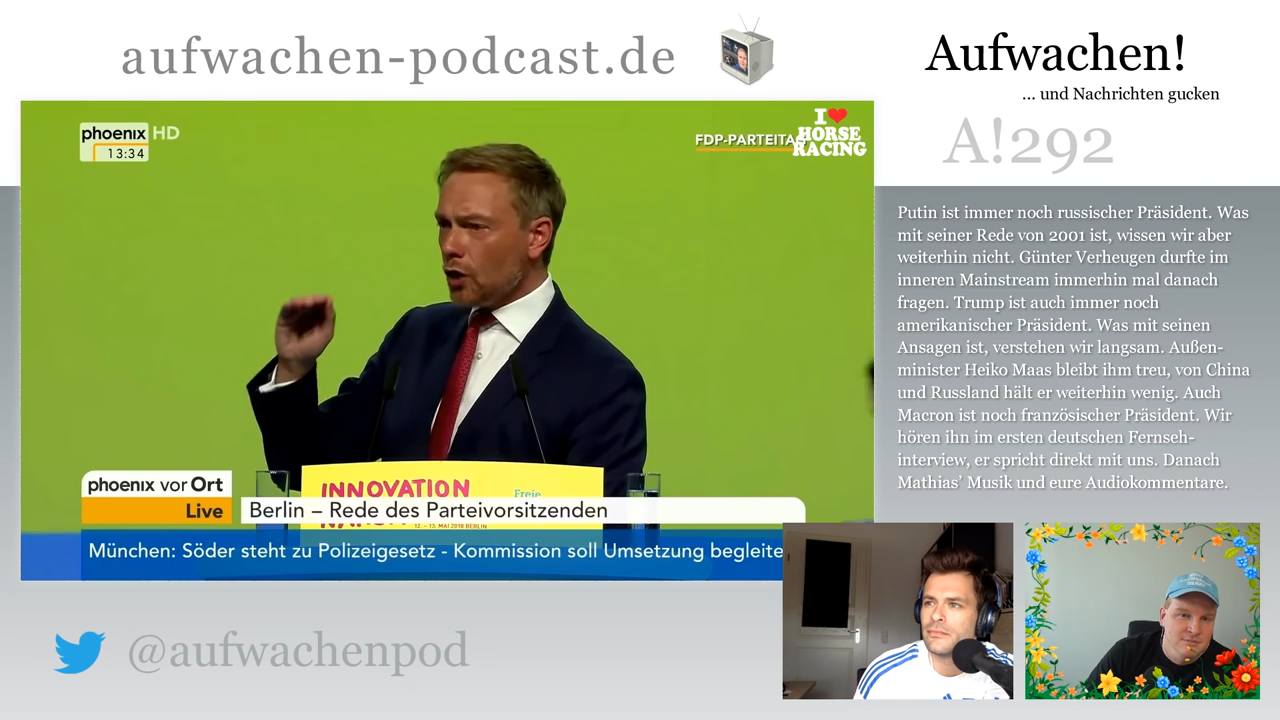 aufwachen-podcast.de
Aufwachen!
... und Nachrichten gucken
A!292
phoenix HD
13:34
FDP-PARTEITA
I
HORSE
RACING
Putin ist immer noch russischer Präsident. Was
mit seiner Rede von 2001 ist, wissen wir aber
weiterhin nicht. Günter Verheugen durfte im
inneren Mainstream immerhin mal danach
fragen. Trump ist auch immer noch
amerikanischer Präsident. Was mit seinen
Ansagen ist, verstehen wir langsam. Außen-
minister Heiko Maas bleibt ihm treu, von China
und Russland hält er weiterhin wenig. Auch
Macron ist noch französischer Präsident. Wir
hören ihn im ersten deutschen Fernseh-
interview, er spricht direkt mit uns. Danach
Mathias' Musik und eure Audiokommentare.
INNOVATION
Freie
12. – 13. MAI 2018 BERLIN
phoenix vor Ort
Live
Berlin – Rede des Parteivorsitzenden
München: Söder steht zu Polizeigesetz - Kommission soll Umsetzung begleite
@aufwachenpod